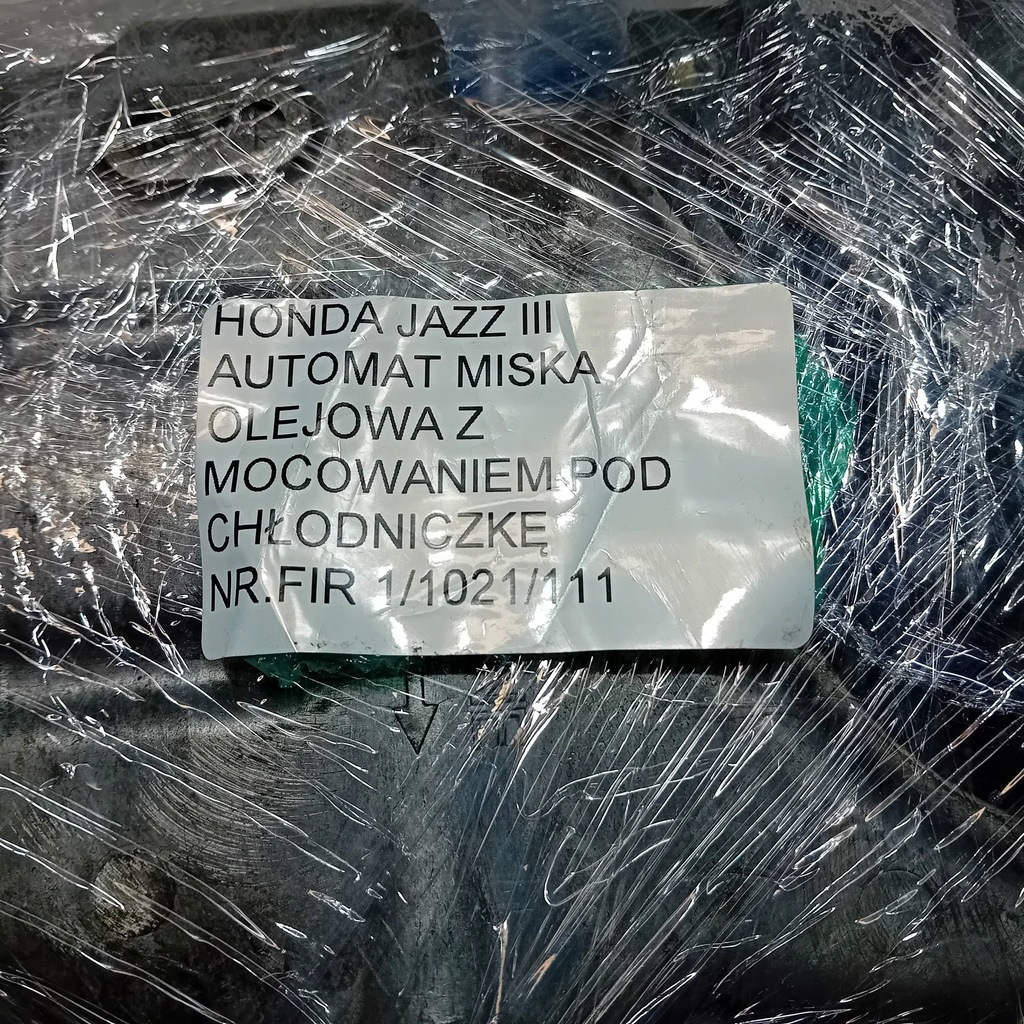 HONDA JAZZ III
AUTOMAT MISKA
OLEJOWA Z
MOCOWANIEM POD
CHŁODNICZKĘ
NR.FIR 1/1021/111